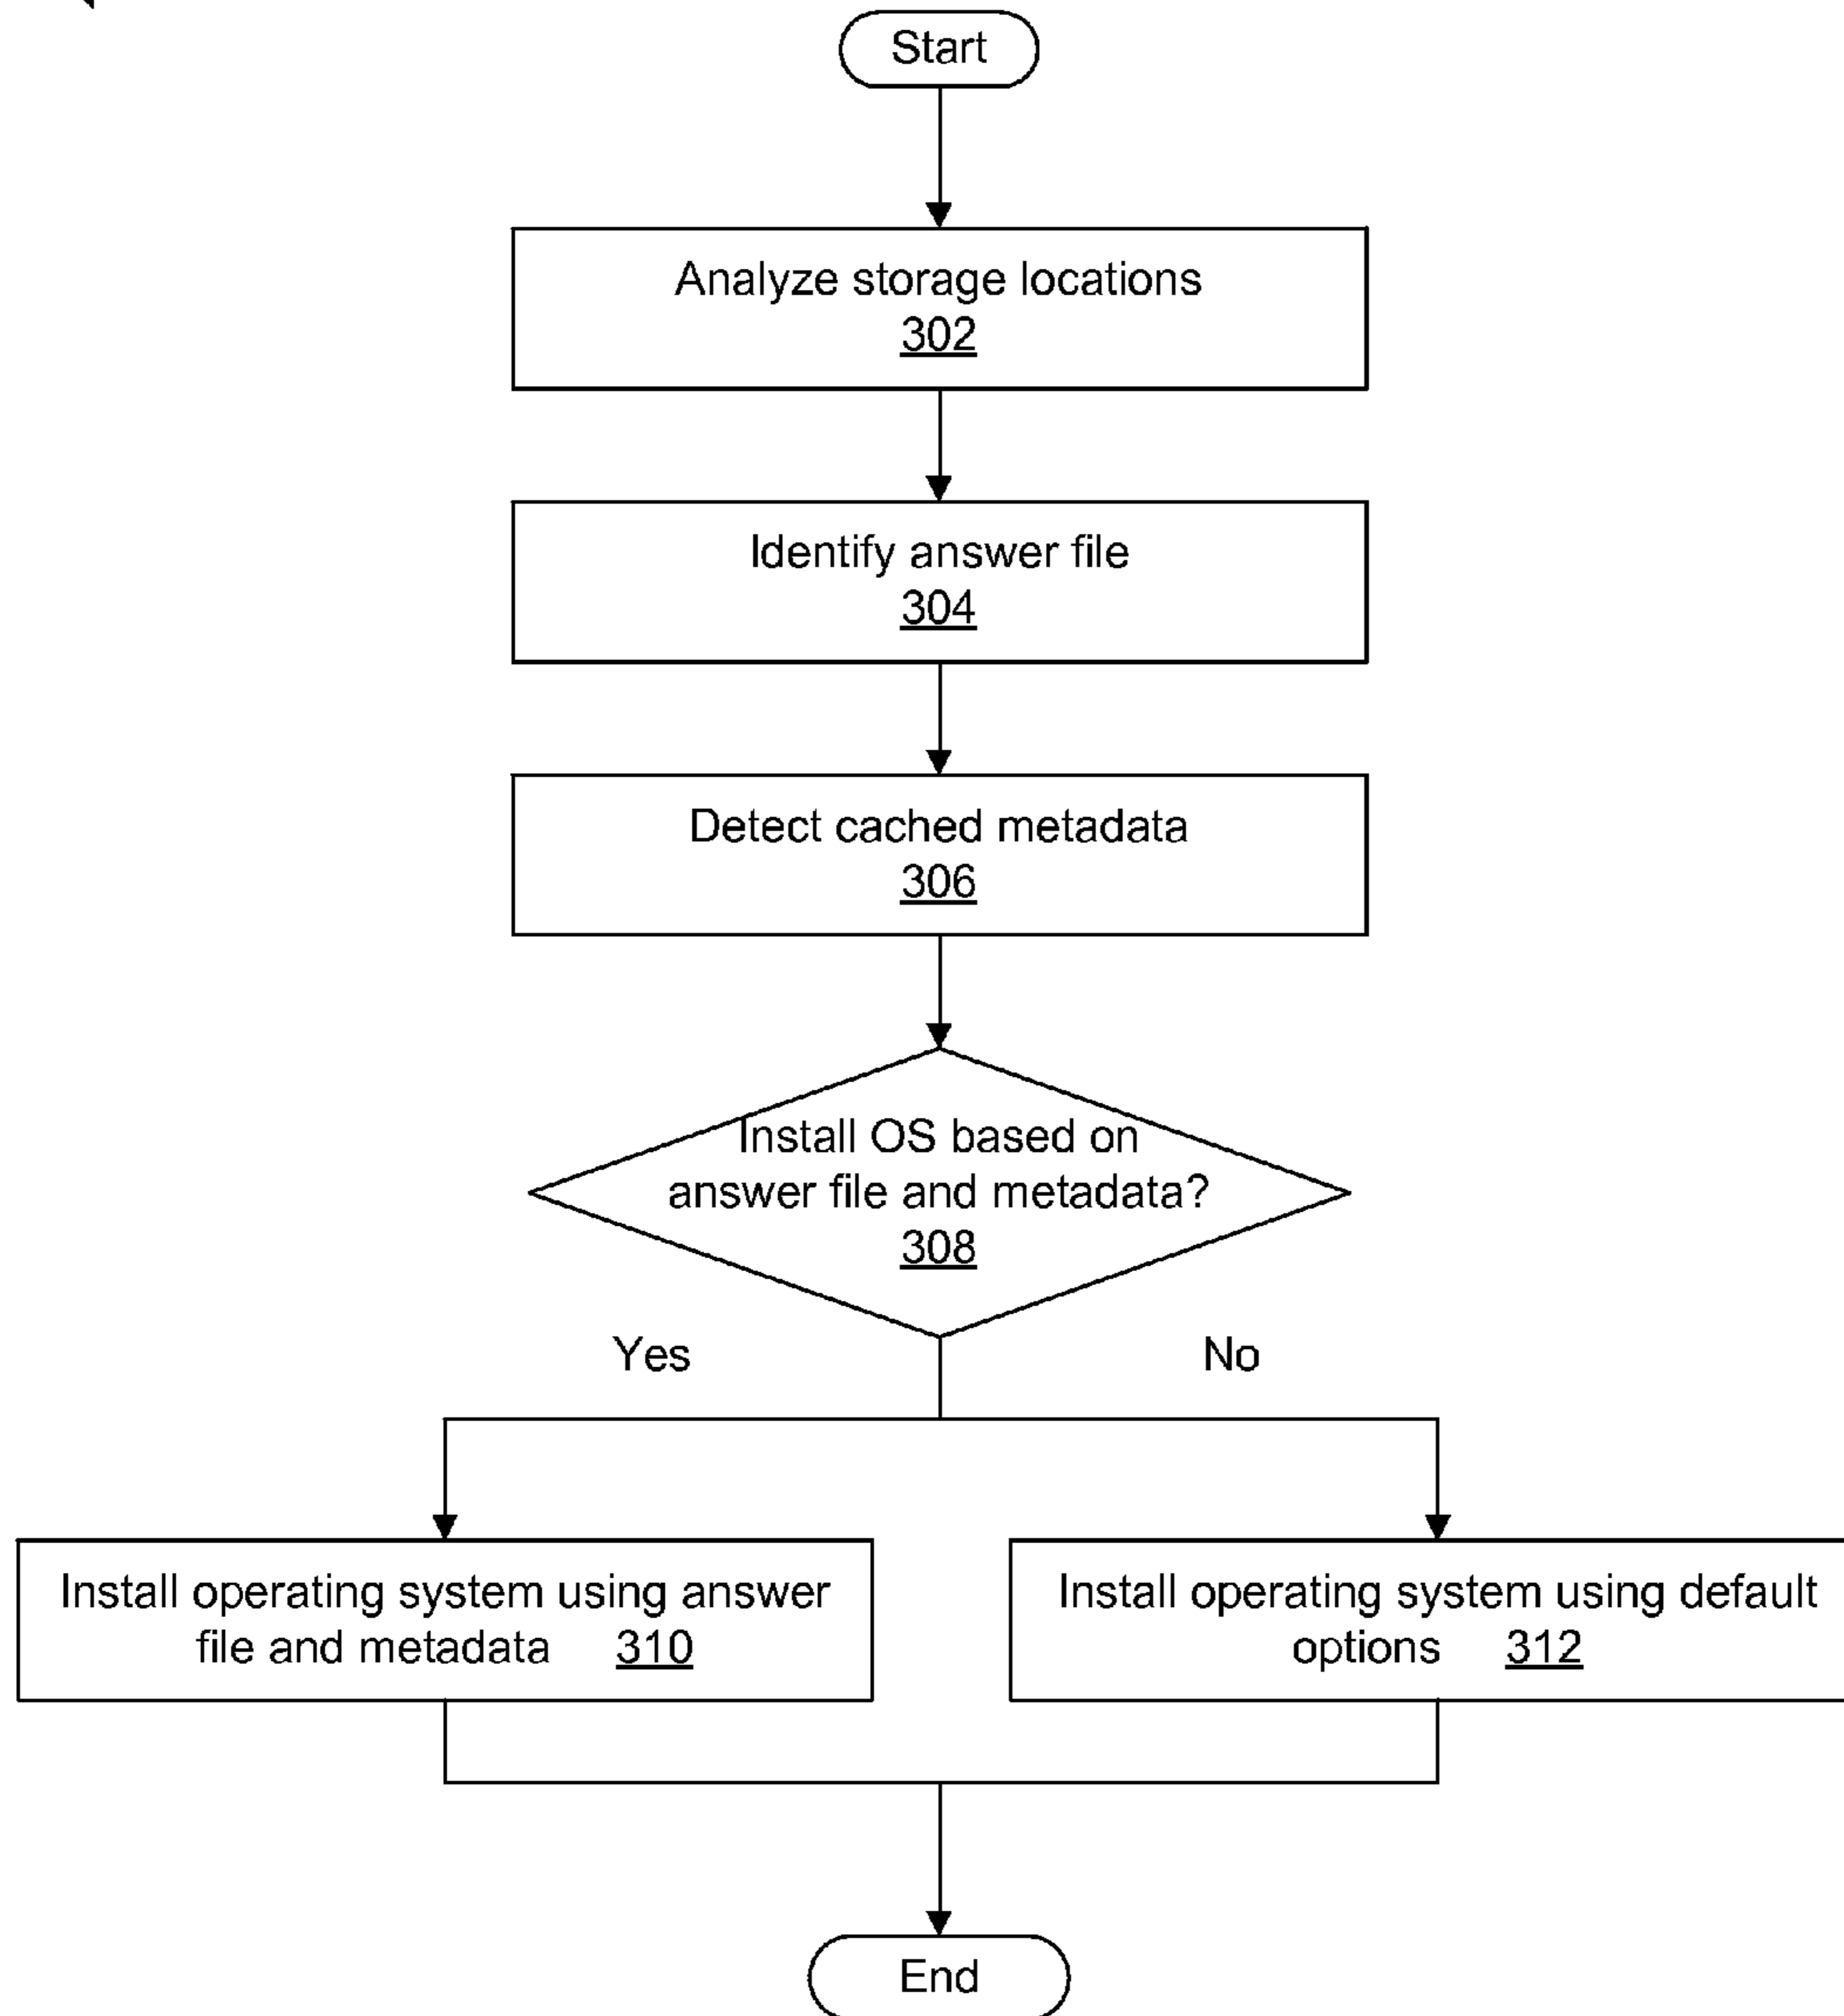 Start
Analyze storage locations
302
Identify answer file
304
Detect cached metadata
306
Install OS based on
answer file and metadata?
308
Yes
No
Install operating system using answer
file and metadata 310
Install operating system using default
options 312
End